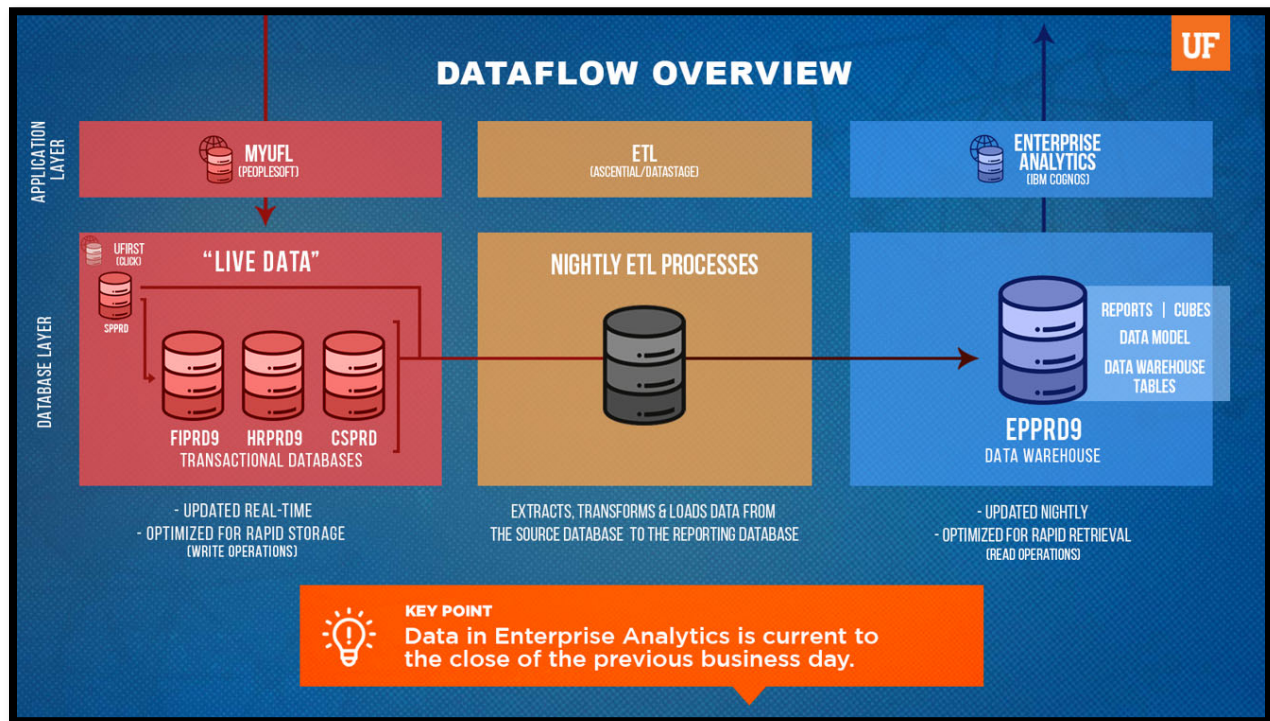 UF
DATAFLOW OVERVIEW
APPLICATION
LAYER
MYUFL
(PEOPLESOFT)
ETL
(ASCENTIAL/DATASTAGE)
ENTERPRISE
ANALYTICS
(IBM COGNOS)
DATABASE LAYER
UFIRST
(CLICK)
SPPRD
“LIVE DATA”
FIPRD9 HRPRD9 CSPRD
TRANSACTIONAL DATABASES
NIGHTLY ETL PROCESSES
REPORTS | CUBES
DATA MODEL
DATA WAREHOUSE
TABLES
EPPRD9
DATA WAREHOUSE
- UPDATED REAL-TIME
- OPTIMIZED FOR RAPID STORAGE
(WRITE OPERATIONS)
EXTRACTS, TRANSFORMS & LOADS DATA FROM
THE SOURCE DATABASE TO THE REPORTING DATABASE
- UPDATED NIGHTLY
- OPTIMIZED FOR RAPID RETRIEVAL
(READ OPERATIONS)
KEY POINT
Data in Enterprise Analytics is current to
the close of the previous business day.